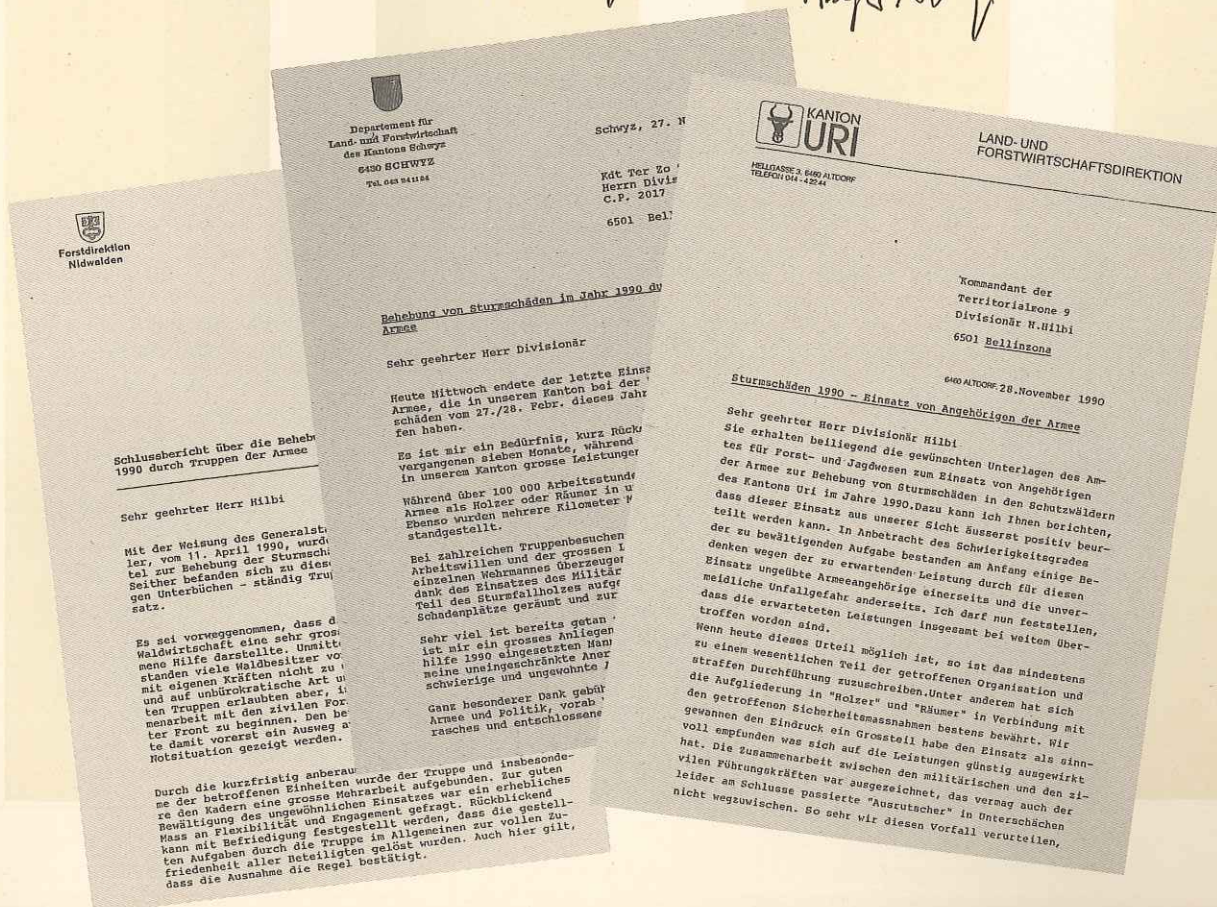 Forstdirektion
Nidwalden
Schlussbericht über die Behebu
1990 durch Truppen der Armee
Sehr geehrter Herr Hilbi
Mit der Weisung des Generalsta
ler, vom 11. April 1990, wurd
tel zur Behebung der Sturmschä
Seither befanden sich zu diese
gen Unterbüchen - ständig Tru
satz.
Es sei vorweggenommen, dass d
Waldwirtschaft eine sehr gros
mene Hilfe darstellte. Unmitt
standen viele Waldbesitzer vo
mit eigenen Kräften nicht zu
und auf unbürokratische Art u
ten Truppen erlaubten aber, i
menarbeit mit den zivilen For
ter Front zu beginnen. Den be
te damit vorerst ein Ausweg a
Notsituation gezeigt werden.
Durch die kurzfristig anberau
me der betroffenen Einheiten wurde der Truppe und insbesonde-
re den Kadern eine grosse Mehrarbeit aufgebunden. Zur guten
Bewältigung des ungewöhnlichen Einsatzes war ein erhebliches
Mass an Flexibilität und Engagement gefragt. Rückblickend
kann mit Befriedigung festgestellt werden, dass die gestell-
ten Aufgaben durch die Truppe im Allgemeinen zur vollen Zu-
friedenheit aller Beteiligten gelöst wurden. Auch hier gilt,
dass die Ausnahme die Regel bestätigt.
Departement für
Land- und Forstwirtschaft
des Kantons Schwyz
6430 SCHWYZ
Tel. 043 24 11 24
Schwyz, 27. N
Kdt Ter Zo
Herrn Divis
C.P. 2017
6501 Bel
Behebung von Sturmschäden im Jahr 1990 du
Armee
Sehr geehrter Herr Divisionär
Heute Mittwoch endete der letzte Einsa
Armee, die in unserem Kanton bei der
schäden vom 27./28. Febr. dieses Jahr
fen haben.
Es ist mir ein Bedürfnis, kurz Rück
vergangenen sieben Monate, während
in unserem Kanton grosse Leistungen
Während über 100 000 Arbeitsstunde
Armee als Holzer oder Räumer in u
Ebenso wurden mehrere Kilometer
standgestellt.
Bei zahlreichen Truppenbesuchen
Arbeitswillen und der grossen L
einzelnen Wehrmannes überzeugen
dank des Einsatzes des Militär
Teil des Sturmfallholzes aufge
Schadenplätze geräumt und zur
Sehr viel ist bereits getan
ist mir ein grosses Anliegen
hilfe 1990 eingesetzten Man
meine uneingeschränkte Aner
schwierige und ungewohnte
Ganz besonderer Dank gebüh
Armee und Politik, vorab
rasches und entschlossene
KANTON
URI
LAND- UND
FORSTWIRTSCHAFTSDIREKTION
HELLGASSE 3, 6460 ALTDORF
TELEFON 044 - 4 22 44
Kommandant der
Territorialzone 9
Divisionär N.Hilbi
6501 Bellinzona
6460 ALTDORF, 28.November 1990
Sturmschäden 1990 - Einsatz von Angehörigen der Armee
Sehr geehrter Herr Divisionär Hilbi
Sie erhalten beiliegend die gewünschten Unterlagen des Am-
tes für Forst- und Jagdwesen zum Einsatz von Angehörigen
der Armee zur Behebung von Sturmschäden in den Schutzwäldern
des Kantons Uri im Jahre 1990.Dazu kann ich Ihnen berichten,
dass dieser Einsatz aus unserer Sicht äusserst positiv beur-
teilt werden kann. In Anbetracht des Schwierigkeitsgrades
der zu bewältigenden Aufgabe bestanden am Anfang einige Be-
denken wegen der zu erwartenden Leistung durch für diesen
Einsatz ungeübte Armeeangehörige einerseits und die unver-
meidliche Unfallgefahr anderseits. Ich darf nun feststellen,
dass die erwarteteten Leistungen insgesamt bei weitem über-
troffen worden sind.
Wenn heute dieses Urteil möglich ist, so ist das mindestens
zu einem wesentlichen Teil der getroffenen Organisation und
straffen Durchführung zuzuschreiben.Unter anderem hat sich
die Aufgliederung in "Holzer" und "Räumer" in Verbindung mit
den getroffenen Sicherheitsmassnahmen bestens bewährt. Wir
gewannen den Eindruck ein Grossteil habe den Einsatz als sinn-
voll empfunden was sich auf die Leistungen günstig ausgewirkt
hat. Die Zusammenarbeit zwischen den militärischen und den zi-
vilen Führungskräften war ausgezeichnet, das vermag auch der
leider am Schlusse passierte "Ausrutscher" in Unterschächen
nicht wegzuwischen. So sehr wir diesen Vorfall verurteilen,